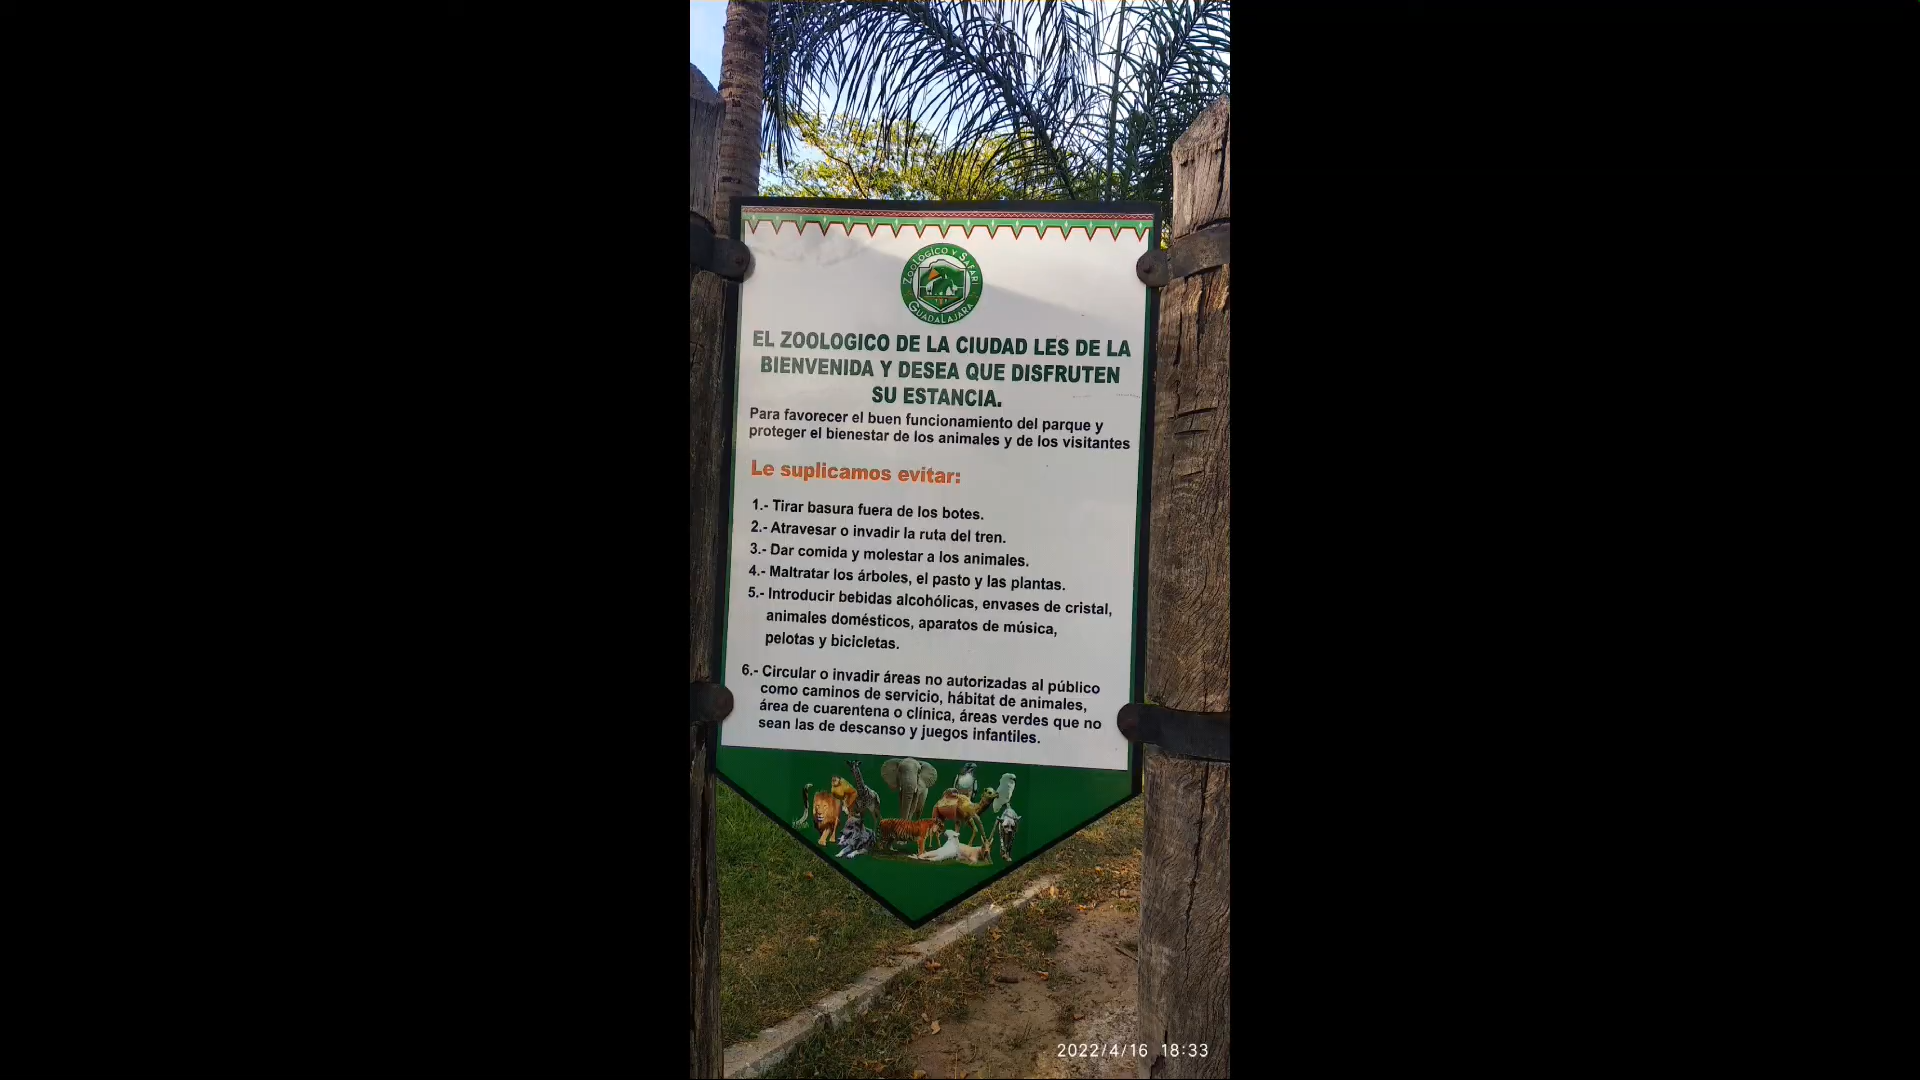 ZOOLÓGICO Y SAFARI
GUADALAJARA
EL ZOOLOGICO DE LA CIUDAD LES DE LA
BIENVENIDA Y DESEA QUE DISFRUTEN
SU ESTANCIA.
Para favorecer el buen funcionamiento del parque y
proteger el bienestar de los animales y de los visitantes
Le suplicamos evitar:
1.- Tirar basura fuera de los botes.
2.- Atravesar o invadir la ruta del tren.
3.- Dar comida y molestar a los animales.
4.- Maltratar los árboles, el pasto y las plantas.
5.- Introducir bebidas alcohólicas, envases de cristal,
animales domésticos, aparatos de música,
pelotas y bicicletas.
6.- Circular o invadir áreas no autorizadas al público
como caminos de servicio, hábitat de animales,
área de cuarentena o clínica, áreas verdes que no
sean las de descanso y juegos infantiles.
2022/4/16 18:33